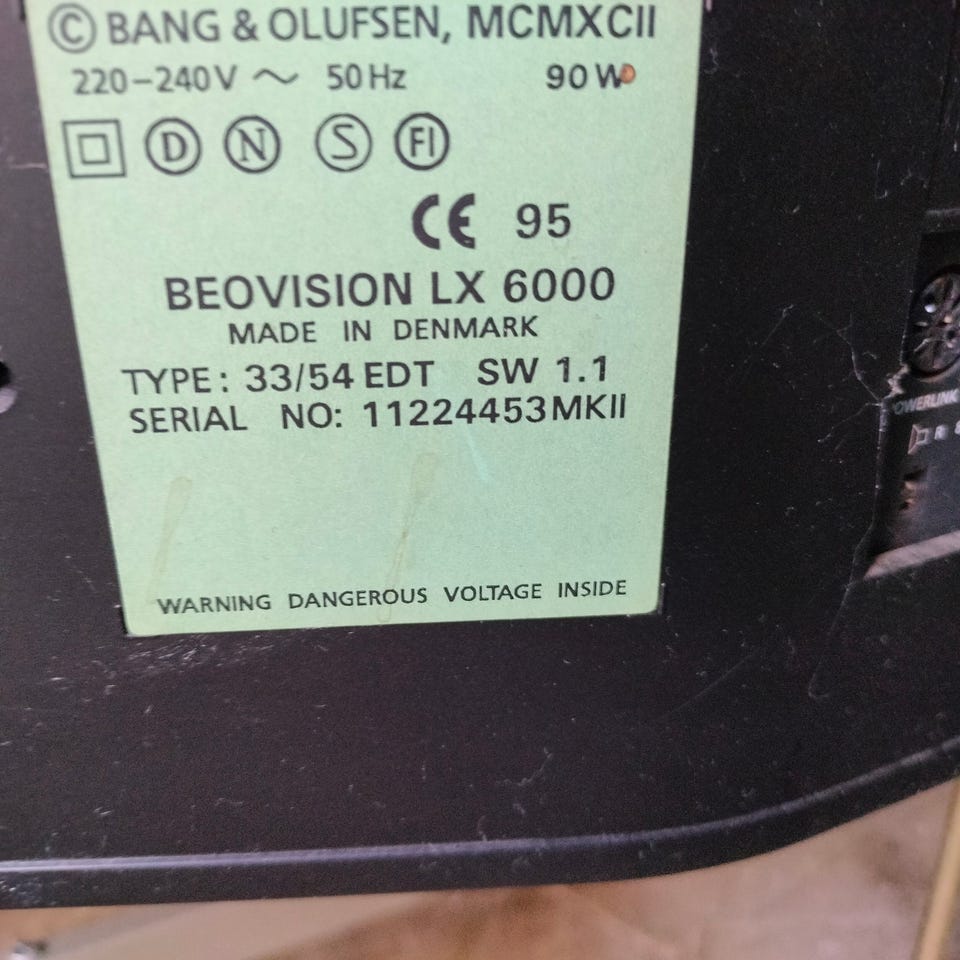 © BANG & OLUFSEN, MCMXCII
220-240V ~ 50Hz 90W
D N S FI
CE 95
BEOVISION LX 6000
MADE IN DENMARK
TYPE: 33/54 EDT SW 1.1
SERIAL NO: 11224453MKII
WARNING DANGEROUS VOLTAGE INSIDE
POWERLINK
R